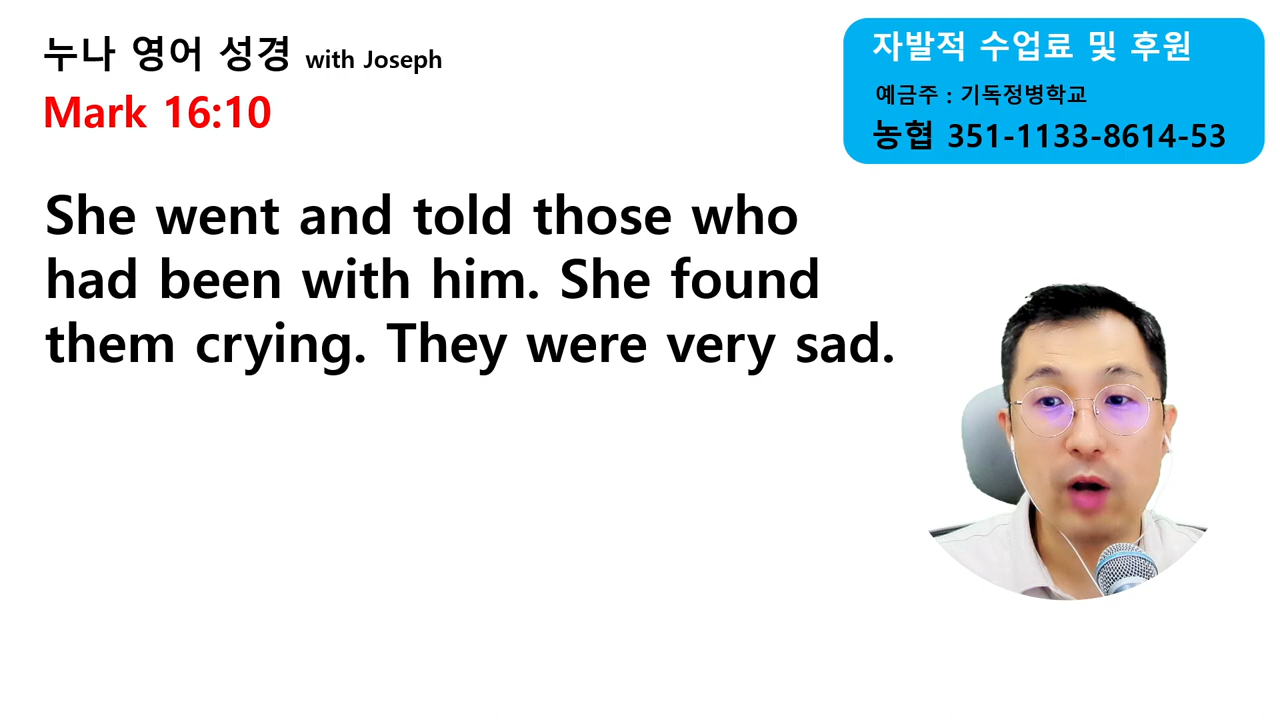 누나 영어 성경 with Joseph
Mark 16:10
자발적 수업료 및 후원
예금주 : 기독정병학교
농협 351-1133-8614-53
She went and told those who
had been with him. She found
them crying. They were very sad.